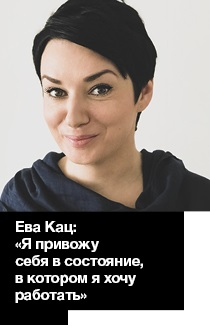 Ева Кац:
«Я привожу
себя в состояние,
в котором я хочу
работать»